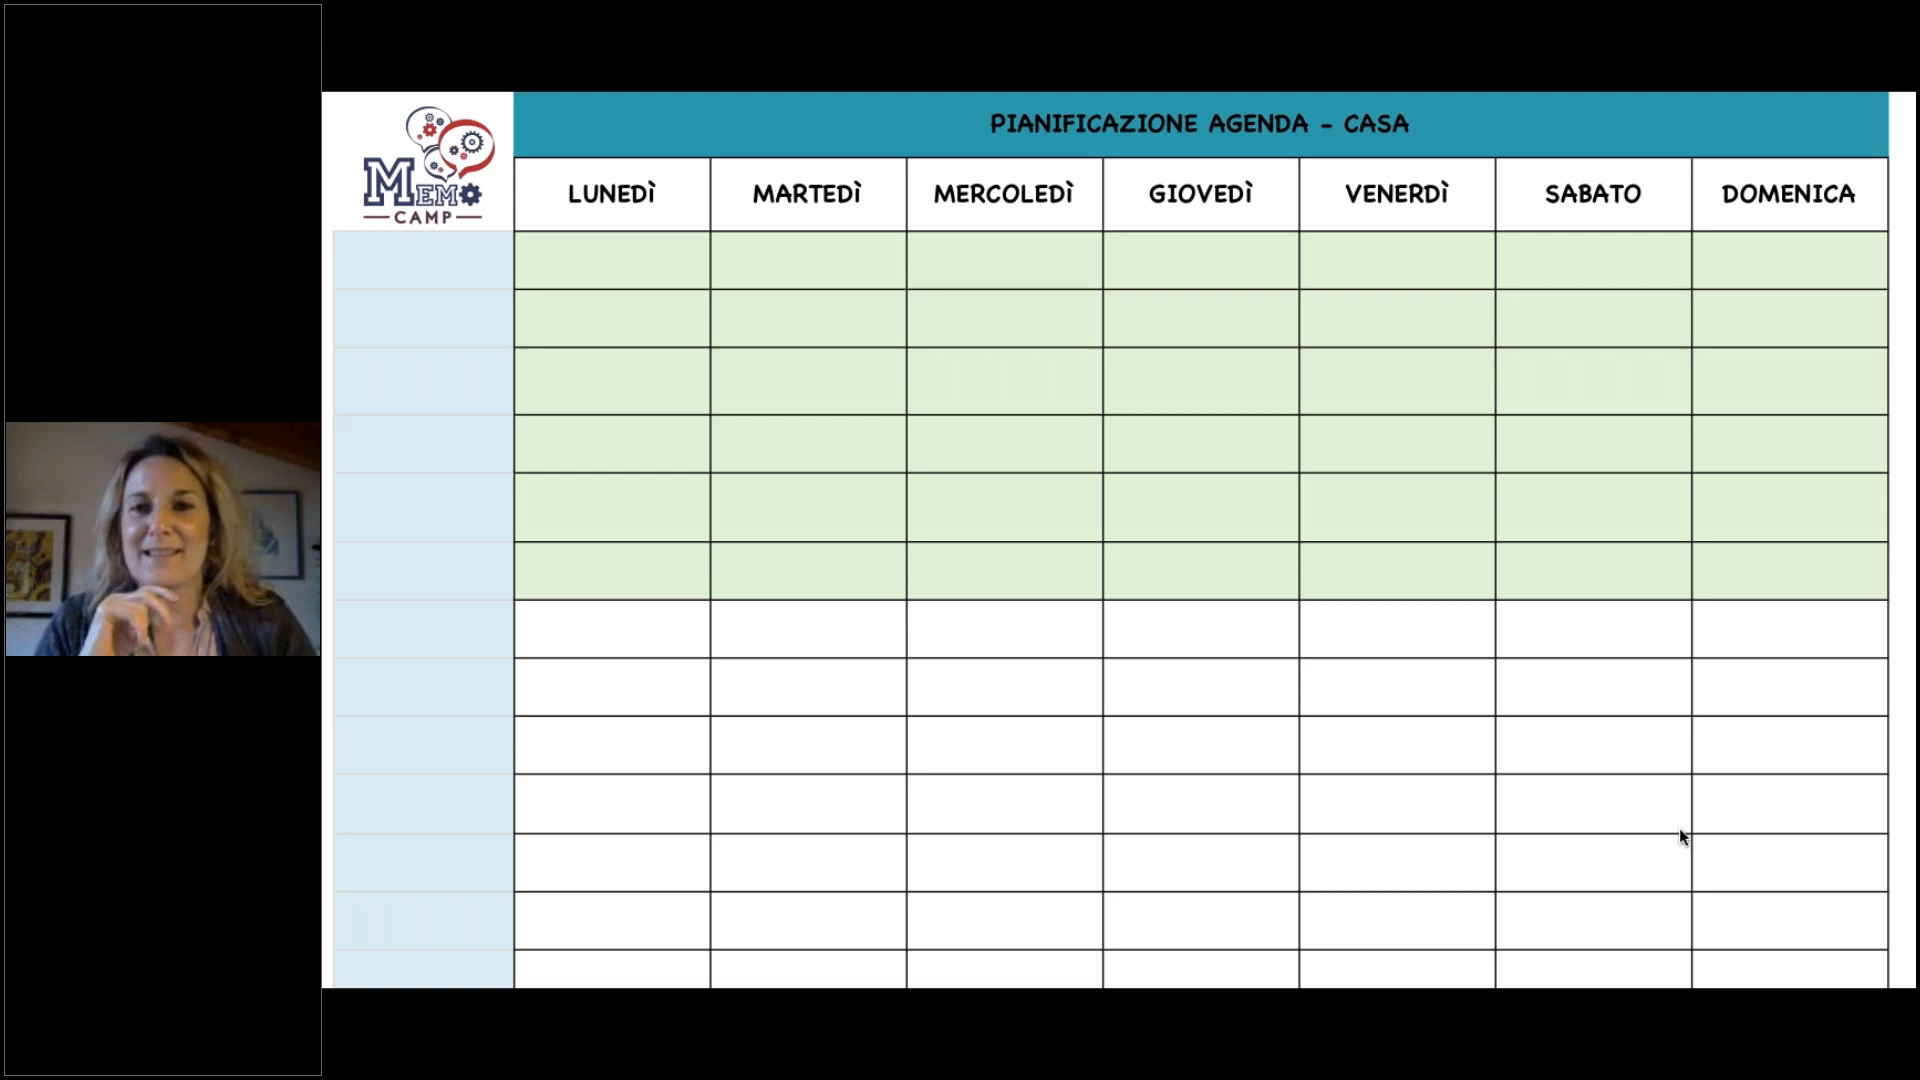 MEMO
CAMP
PIANIFICAZIONE AGENDA - CASA
LUNEDÌ MARTEDÌ MERCOLEDÌ GIOVEDÌ VENERDÌ SABATO DOMENICA